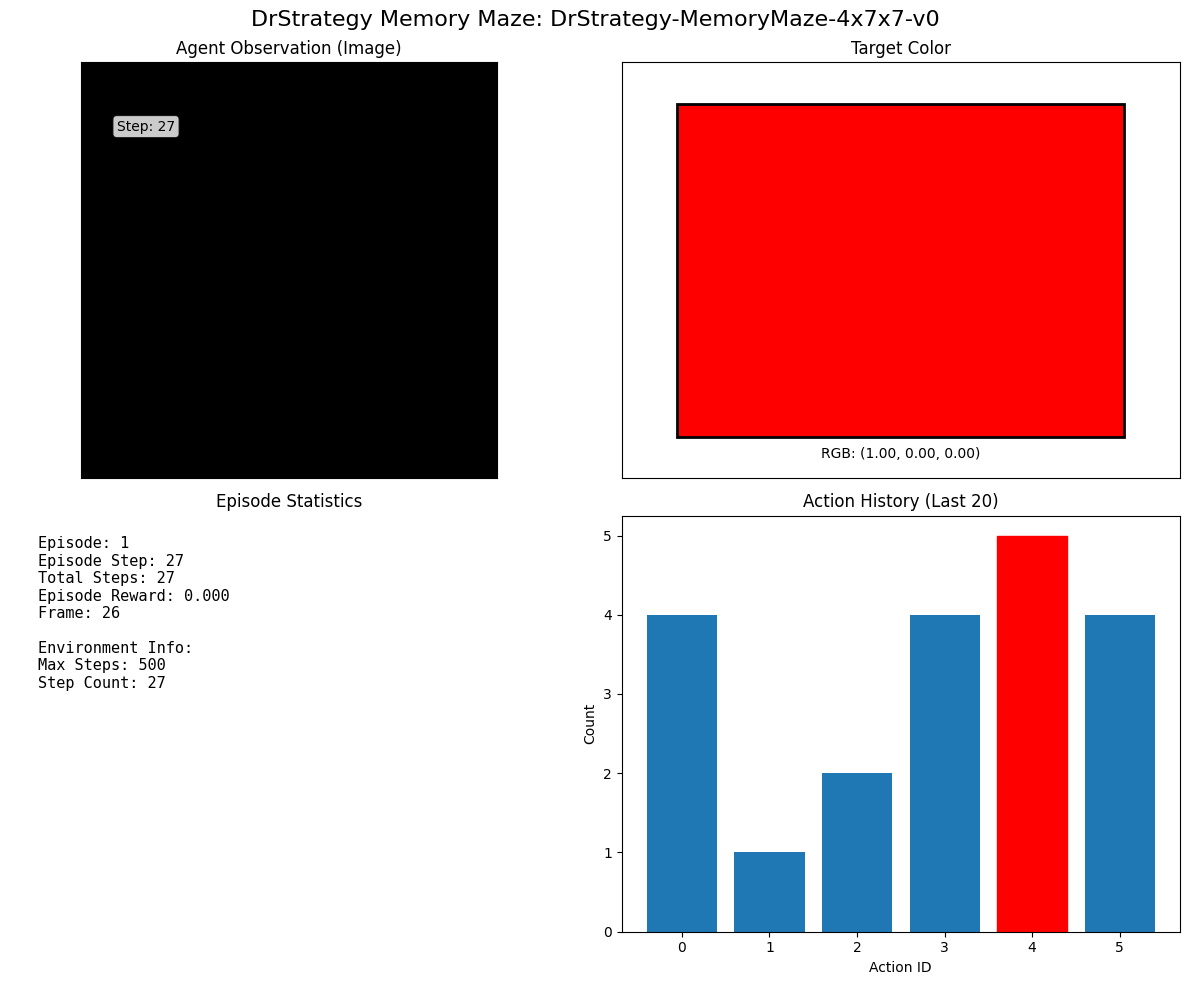 DrStrategy Memory Maze: DrStrategy-MemoryMaze-4x7x7-v0
Agent Observation (Image)
Step: 27
Target Color
RGB: (1.00, 0.00, 0.00)
Episode Statistics
Episode: 1
Episode Step: 27
Total Steps: 27
Episode Reward: 0.000
Frame: 26
Environment Info:
Max Steps: 500
Step Count: 27
Action History (Last 20)
Count
5
4
3
2
1
0
0 1 2 3 4 5
Action ID